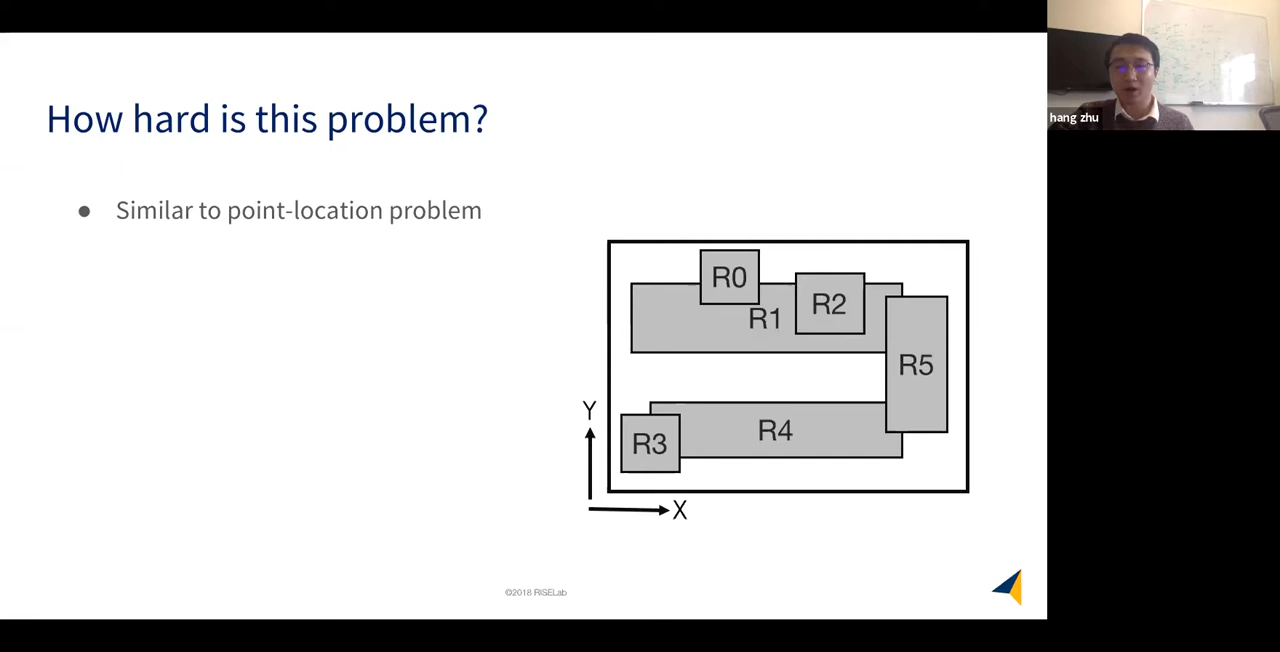 How hard is this problem?
hang zhu
● Similar to point-location problem
R0
R2
R1
R5
Y
R4
R3
X
©2018 RISELab